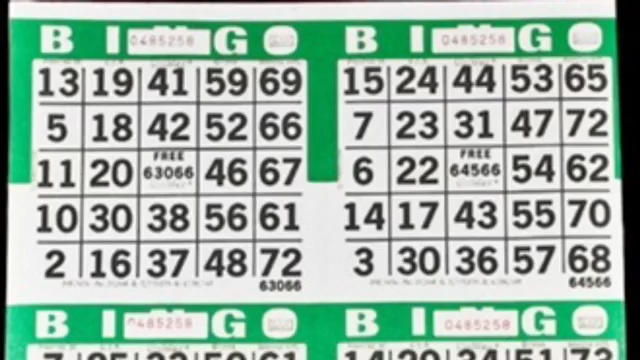 B I 0485258 G O
13 19 41 59 69
5 18 42 52 66
11 20 FREE 63066 46 67
10 30 38 56 61
2 16 37 48 72
63066
B I 0485258 G O
15 24 44 53 65
7 23 31 47 72
6 22 FREE 64566 54 62
14 17 43 55 70
3 30 36 57 68
64566
B I 0485258 G
B I 0485258 G